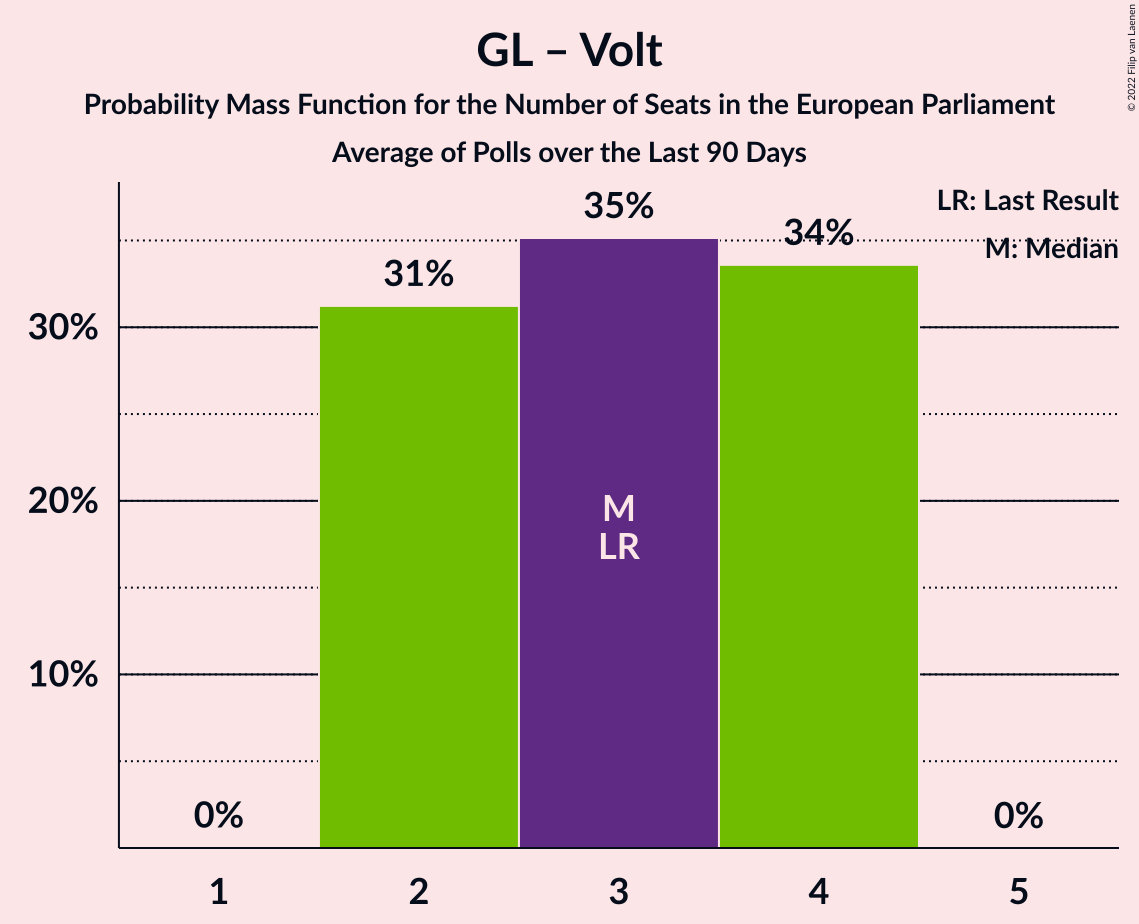 GL – Volt
Probability Mass Function for the Number of Seats in the European Parliament
Average of Polls over the Last 90 Days
© 2022 Filip van Laenen
LR: Last Result
M: Median
35%
34%
31%
30%
20%
10%
M
LR
0%
0%
1 2 3 4 5